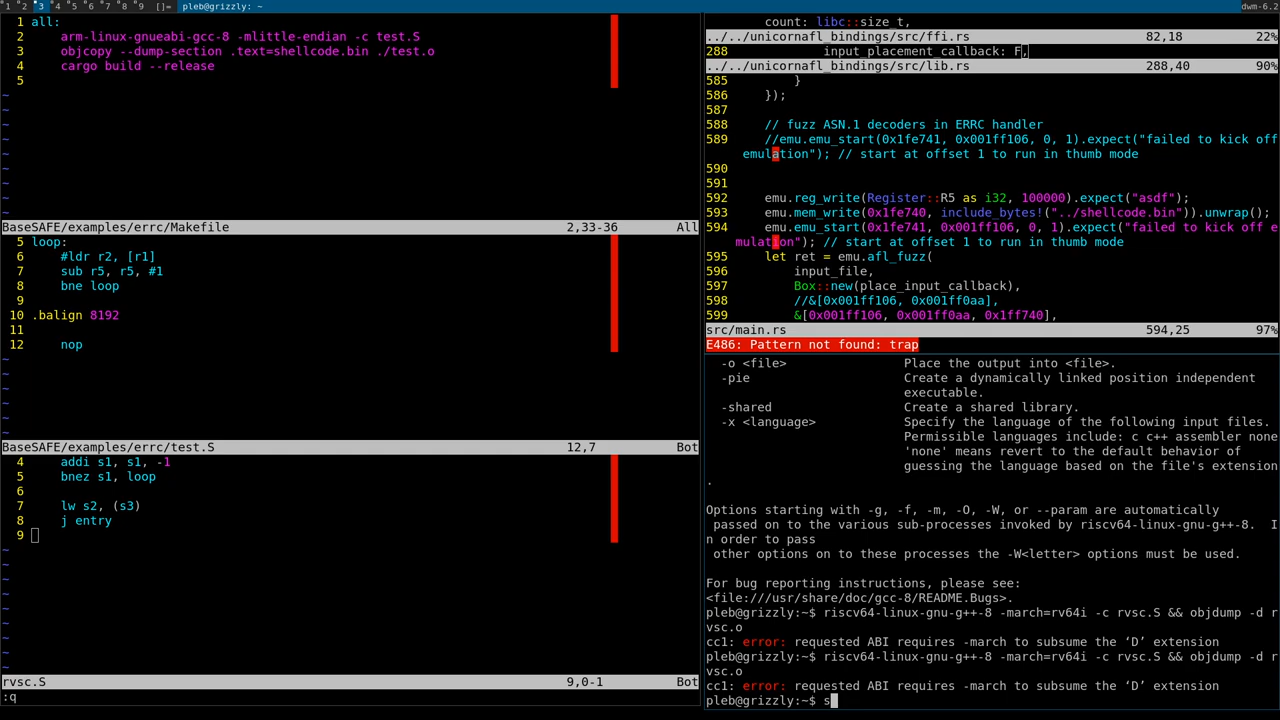 1 2 3 4 5 6 7 8 9 []= pleb@grizzly: ~ dwm-6.2
1 all:
2 arm-linux-gnueabi-gcc-8 -mlittle-endian -c test.S
3 objcopy --dump-section .text=shellcode.bin ./test.o
4 cargo build --release
5
~
~
~
~
~
~
~
~
~
BaseSAFE/examples/errc/Makefile 2,33-36 All
5 loop:
6 #ldr r2, [r1]
7 sub r5, r5, #1
8 bne loop
9
10 .balign 8192
11
12 nop
~
~
~
~
~
~
BaseSAFE/examples/errc/test.S 12,7 Bot
4 addi s1, s1, -1
5 bnez s1, loop
6
7 lw s2, (s3)
8 j entry
9
~
~
~
~
~
~
~
~
~
rvsc.S 9,0-1 Bot
:q
count: libc::size_t,
../../unicornafl_bindings/src/ffi.rs 82,18 22%
288 input_placement_callback: F,
../../unicornafl_bindings/src/lib.rs 288,40 90%
585 }
586 });
587
588 // fuzz ASN.1 decoders in ERRC handler
589 //emu.emu_start(0x1fe741, 0x001ff106, 0, 1).expect("failed to kick off
emulation"); // start at offset 1 to run in thumb mode
590
591
592 emu.reg_write(Register::R5 as i32, 100000).expect("asdf");
593 emu.mem_write(0x1fe740, include_bytes!("../shellcode.bin")).unwrap();
594 emu.emu_start(0x1fe741, 0x001ff106, 0, 1).expect("failed to kick off e
mulation"); // start at offset 1 to run in thumb mode
595 let ret = emu.afl_fuzz(
596 input_file,
597 Box::new(place_input_callback),
598 //&[0x001ff106, 0x001ff0aa],
599 &[0x001ff106, 0x001ff0aa, 0x1ff740],
src/main.rs 594,25 97%
E486: Pattern not found: trap
-o <file> Place the output into <file>.
-pie Create a dynamically linked position independent
executable.
-shared Create a shared library.
-x <language> Specify the language of the following input files.
Permissible languages include: c c++ assembler none
'none' means revert to the default behavior of
guessing the language based on the file's extension
.
Options starting with -g, -f, -m, -O, -W, or --param are automatically
passed on to the various sub-processes invoked by riscv64-linux-gnu-g++-8. I
n order to pass
other options on to these processes the -W<letter> options must be used.
For bug reporting instructions, please see:
<file:///usr/share/doc/gcc-8/README.Bugs>.
pleb@grizzly:~$ riscv64-linux-gnu-g++-8 -march=rv64i -c rvsc.S && objdump -d r
vsc.o
cc1: error: requested ABI requires -march to subsume the ‘D’ extension
pleb@grizzly:~$ riscv64-linux-gnu-g++-8 -march=rv64i -c rvsc.S && objdump -d r
vsc.o
cc1: error: requested ABI requires -march to subsume the ‘D’ extension
pleb@grizzly:~$ s